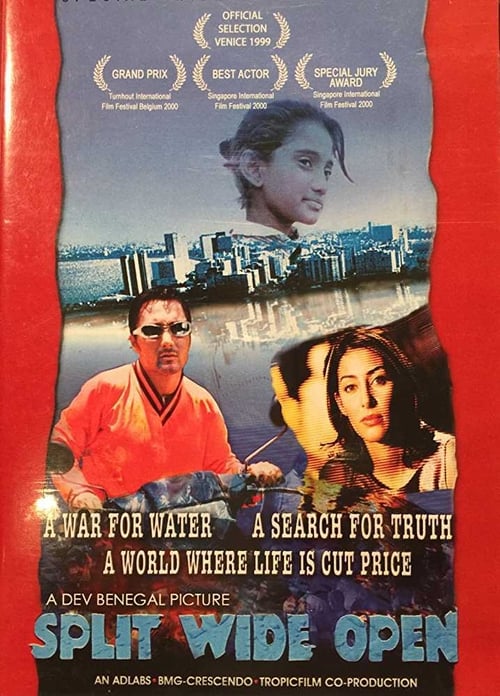 OFFICIAL
SELECTION
VENICE 1999
GRAND PRIX
Turnhout International
Film Festival Belgium 2000
BEST ACTOR
Singapore International
Film Festival 2000
SPECIAL JURY
AWARD
Singapore International
Film Festival 2000
A WAR FOR WATER A SEARCH FOR TRUTH
A WORLD WHERE LIFE IS CUT PRICE
A DEV BENEGAL PICTURE
SPLIT WIDE OPEN
AN ADLABS•BMG-CRESCENDO•TROPICFILM CO-PRODUCTION